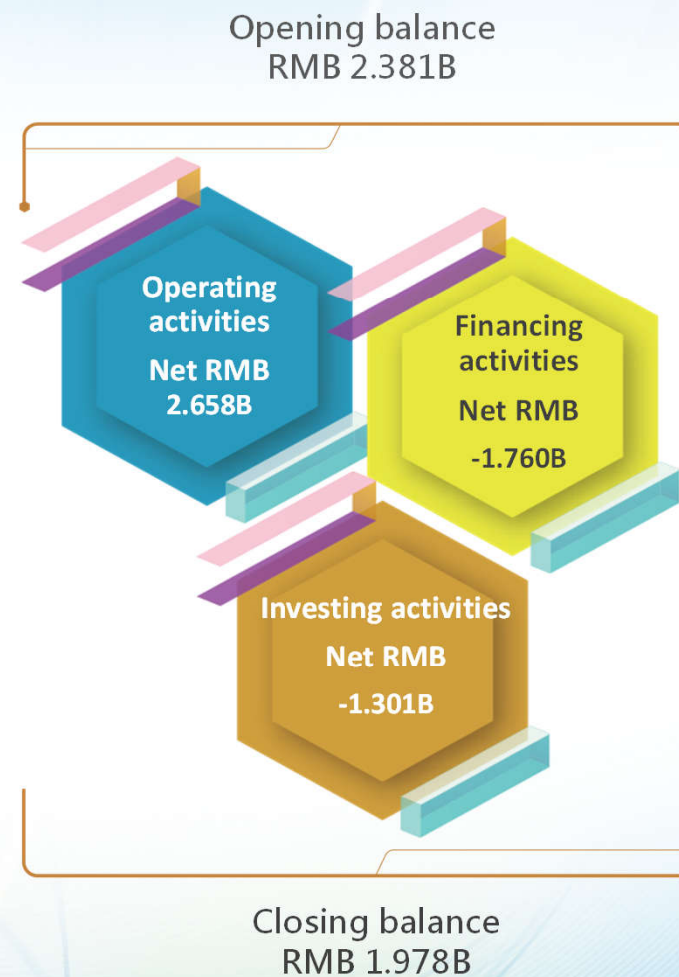 Opening balance
RMB 2.381B
Operating
activities
Net RMB
2.658B
Financing
activities
Net RMB
-1.760B
Investing activities
Net RMB
-1.301B
Closing balance
RMB 1.978B